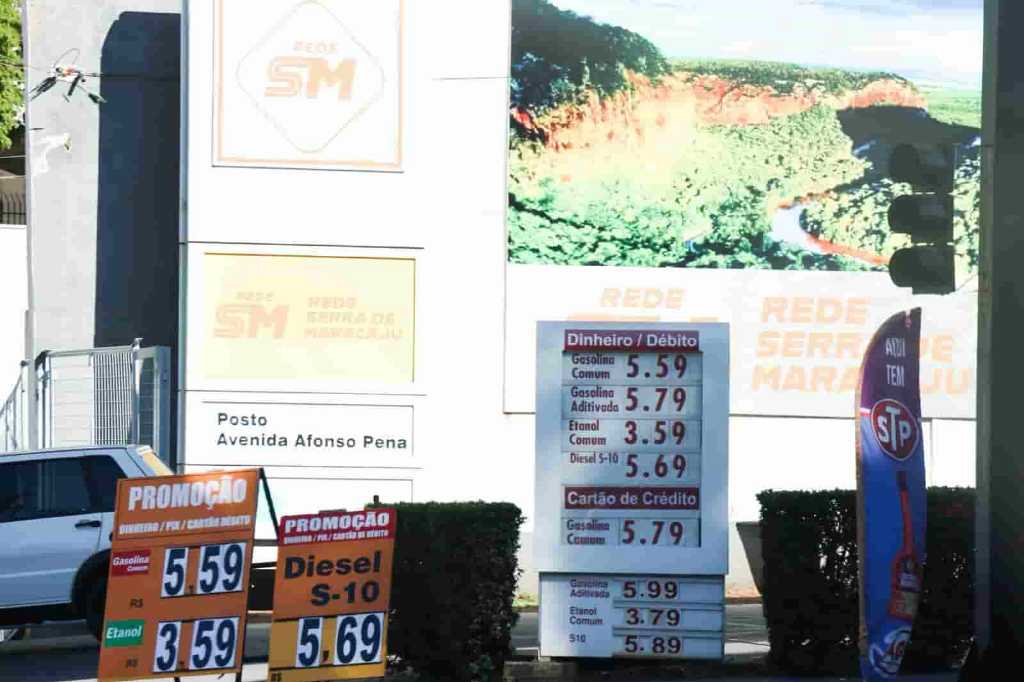 REDE
SM
REDE
SM
REDE
SERRA DE
MARACAJU
Posto
Avenida Afonso Pena
REDE
REDE
SERRA DE
MARACAJU
Dinheiro / Débito
Gasolina Comum 5.59
Gasolina Aditivada 5.79
Etanol Comum 3.59
Diesel S-10 5.69
Cartão de Crédito
Gasolina Comum 5.79
Gasolina Aditivada 5.99
Etanol Comum 3.79
S10 5.89
PROMOÇÃO
DINHEIRO / PIX / CARTÃO DÉBITO
Gasolina Comum
R$ 5 59
Etanol
R$ 3 59
PROMOÇÃO
DINHEIRO / PIX / CARTÃO DE DÉBITO
Diesel
S-10
R$ 5 69
AQUI
TEM
STP